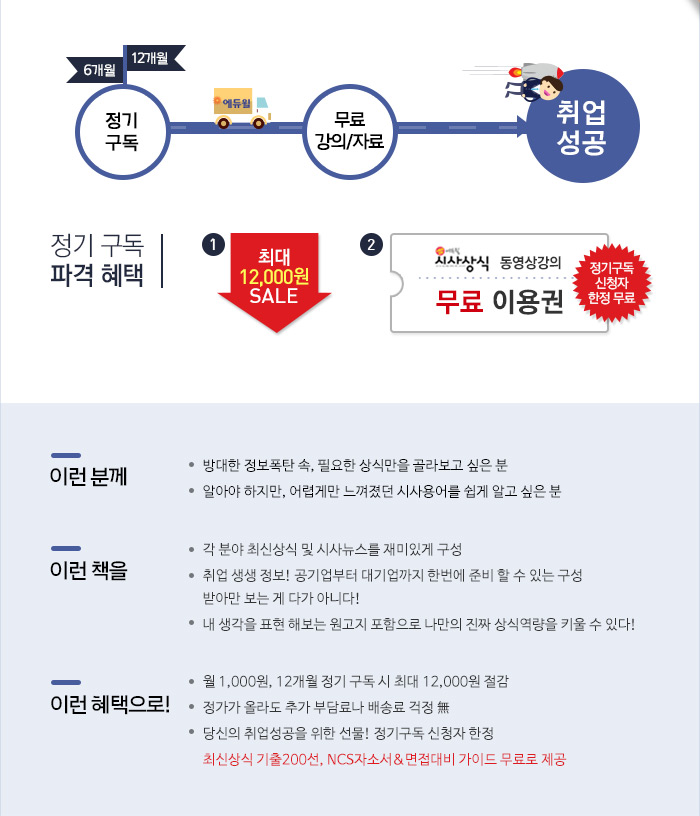 6개월
12개월
정기
구독
에듀윌
무료
강의/자료
취업
성공
정기 구독
파격 혜택
1
최대
12,000원
SALE
2
에듀윌
시사상식 동영상강의
무료 이용권
정기구독
신청자
한정 무료
이런 분께
방대한 정보폭탄 속, 필요한 상식만을 골라보고 싶은 분
알아야 하지만, 어렵게만 느껴졌던 시사용어를 쉽게 알고 싶은 분
이런 책을
각 분야 최신상식 및 시사뉴스를 재미있게 구성
취업 생생 정보! 공기업부터 대기업까지 한번에 준비 할 수 있는 구성
받아만 보는 게 다가 아니다!
내 생각을 표현 해보는 원고지 포함으로 나만의 진짜 상식역량을 키울 수 있다!
이런 혜택으로!
월 1,000원, 12개월 정기 구독 시 최대 12,000원 절감
정가가 올라도 추가 부담료나 배송료 걱정 無
당신의 취업성공을 위한 선물! 정기구독 신청자 한정
최신상식 기출200선, NCS자소서&면접대비 가이드 무료로 제공